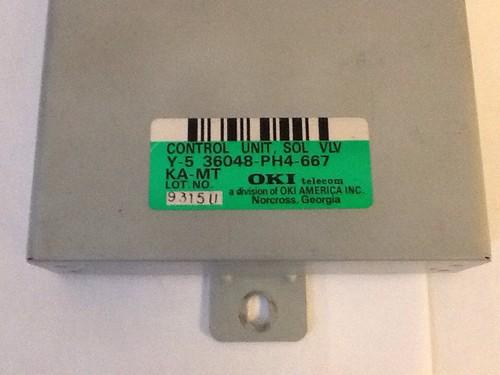 CONTROL UNIT, SOL VLV
Y-5 36048-PH4-667
KA-MT OKI telecom
LOT. NO. a division of OKI AMERICA INC.
9315U Norcross, Georgia